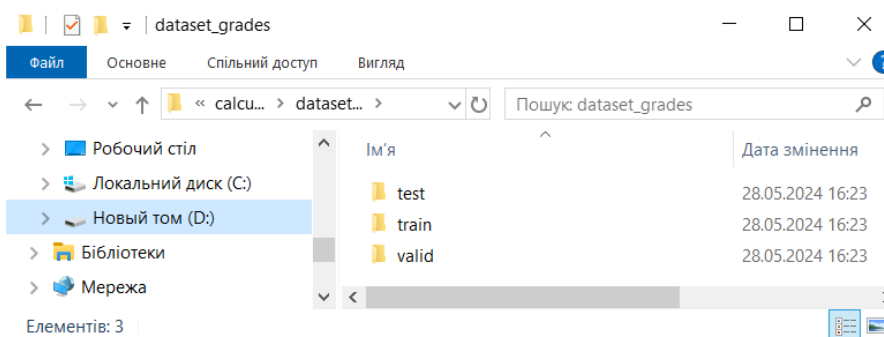 dataset_grades
Файл Основне Спільний доступ Вигляд
« calcu... > dataset... > Пошук: dataset_grades
Робочий стіл
Локальний диск (C:)
Новый том (D:)
Бібліотеки
Мережа
Ім'я Дата змінення
test 28.05.2024 16:23
train 28.05.2024 16:23
valid 28.05.2024 16:23
Елементів: 3